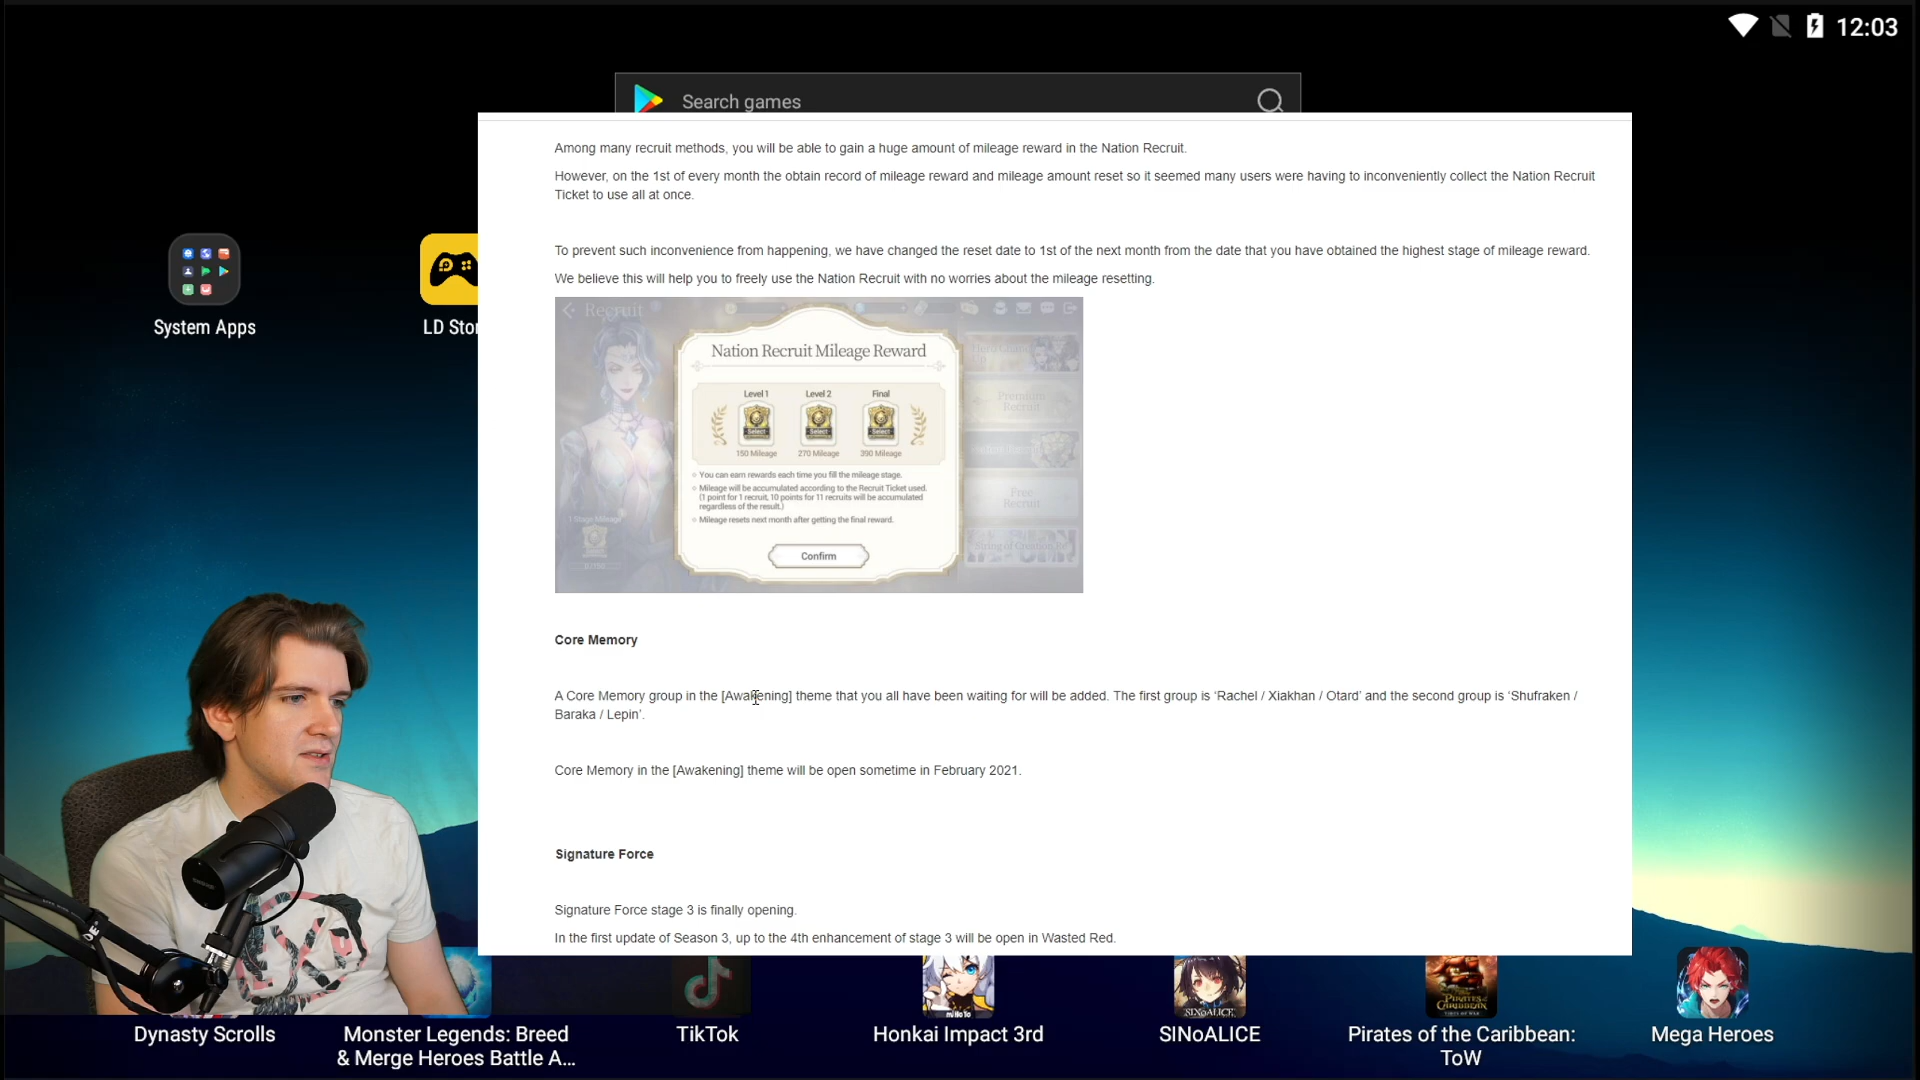 12:03
Search games
Among many recruit methods, you will be able to gain a huge amount of mileage reward in the Nation Recruit.
However, on the 1st of every month the obtain record of mileage reward and mileage amount reset so it seemed many users were having to inconveniently collect the Nation Recruit
Ticket to use all at once.
To prevent such inconvenience from happening, we have changed the reset date to 1st of the next month from the date that you have obtained the highest stage of mileage reward.
We believe this will help you to freely use the Nation Recruit with no worries about the mileage resetting.
System Apps
LD Sto
Recruit
Nation Recruit Mileage Reward
Level 1 Level 2 Final
Select Select Select
150 Mileage 270 Mileage 390 Mileage
You can earn rewards each time you fill the mileage stage.
Mileage will be accumulated according to the Recruit Ticket used.
(1 point for 1 recruit, 10 points for 11 recruits will be accumulated
regardless of the result.)
Mileage resets next month after getting the final reward.
Confirm
Premium
Recruit
Free
Recruit
1 Stage Mileage
0/150
Core Memory
A Core Memory group in the [Awakening] theme that you all have been waiting for will be added. The first group is ‘Rachel / Xiakhan / Otard’ and the second group is ‘Shufraken /
Baraka / Lepin’.
Core Memory in the [Awakening] theme will be open sometime in February 2021.
Signature Force
Signature Force stage 3 is finally opening.
In the first update of Season 3, up to the 4th enhancement of stage 3 will be open in Wasted Red.
Dynasty Scrolls
Monster Legends: Breed
& Merge Heroes Battle A...
TikTok
miHoYo
Honkai Impact 3rd
SINoALICE
SINoALICE
PIRATES
CARIBBEAN
Pirates of the Caribbean:
ToW
Mega Heroes